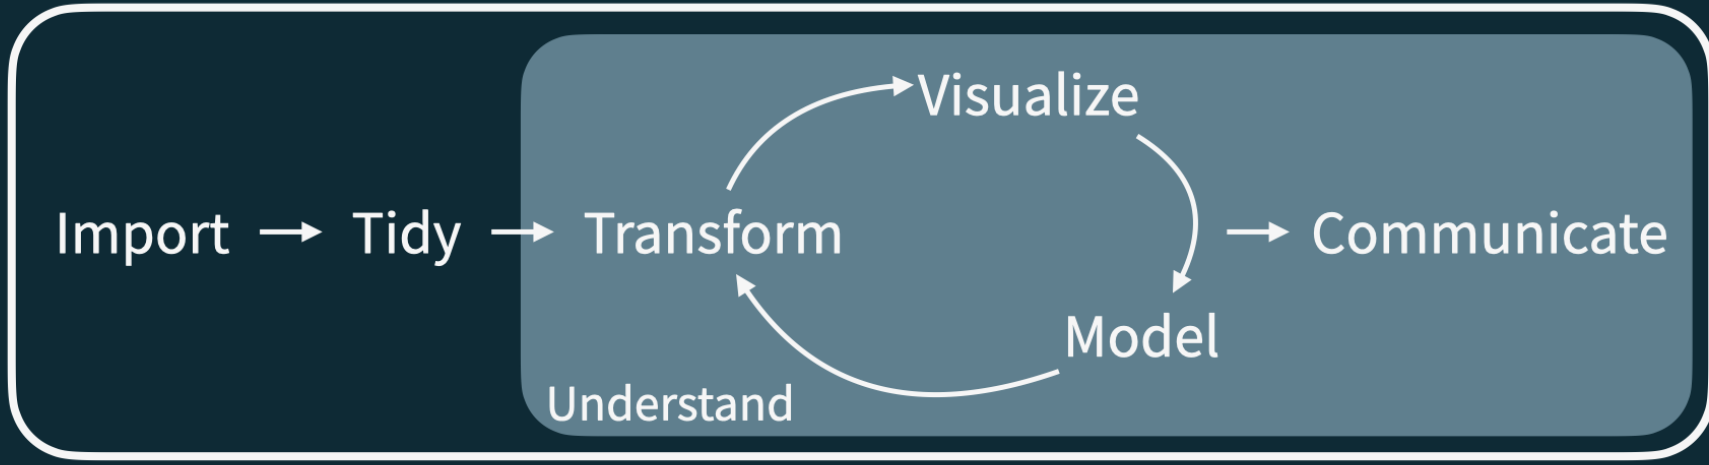 Visualize
Import
Tidy
Transform
Communicate
Model
Understand